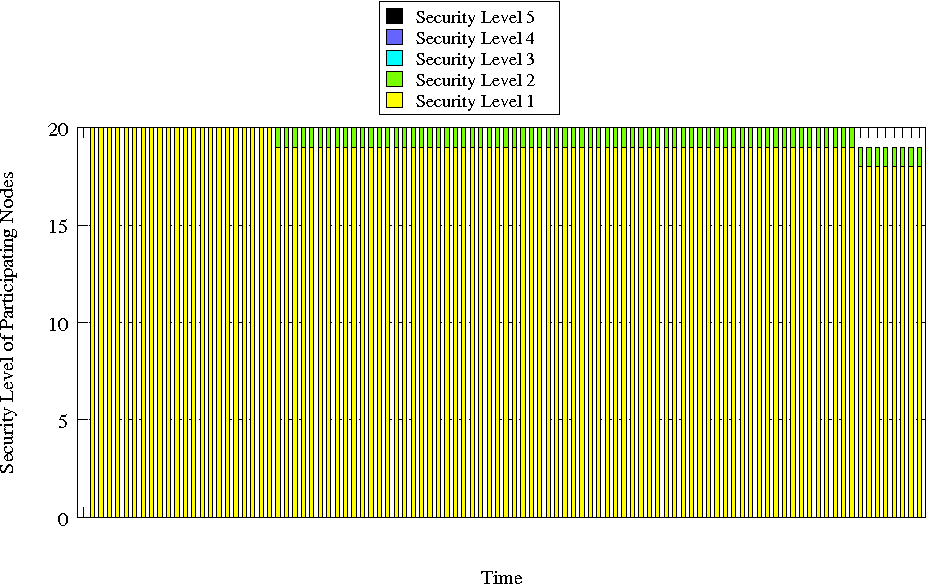 Security Level 5
Security Level 4
Security Level 3
Security Level 2
Security Level 1
20
15
10
5
0
Security Level of Participating Nodes
Time